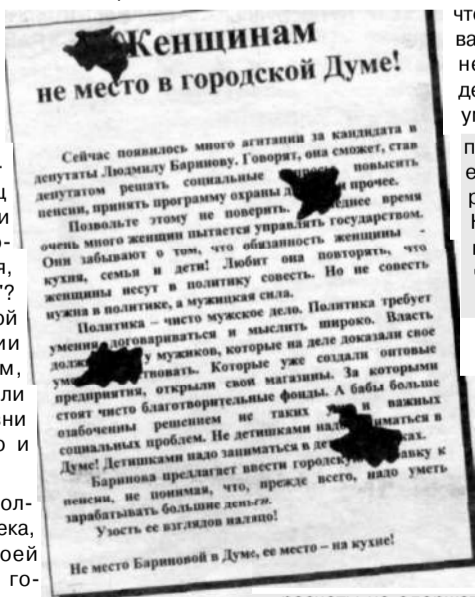 Женщинам
не место в городской Думе!
Сейчас появилось много агитации за кандидата в
депутаты Людмилу Баринову. Говорят, она сможет, став
депутатом решать социальные повысить
пенсии, принять программу охраны и прочее.
Позвольте этому не поверить. время
очень много женщин пытается управлять государством.
Они забывают о том, что обязанность женщины -
кухня, семья и дети! Любит она повторять, что
женщины несут в политику совесть. Но не совесть
нужна в политике, а мужицкая сила.
Политика – чисто мужское дело. Политика требует
умения договариваться и мыслить широко. Власть
у мужиков, которые на деле доказали свое
Которые уже создали оптовые
предприятия, открыли свои магазины. За которыми
стоят чисто благотворительные фонды. А бабы больше
озабоченны решением не таких и важных
социальных проблем. Не детишками надо заниматься в
Думе! Детишками надо заниматься в
Баринова предлагает ввести городскую к
пенсии, не понимая, что, прежде всего, надо уметь
зарабатывать большие деньги.
Узость ее взглядов налицо!
Не место Бариновой в Думе, ее место – на кухне!